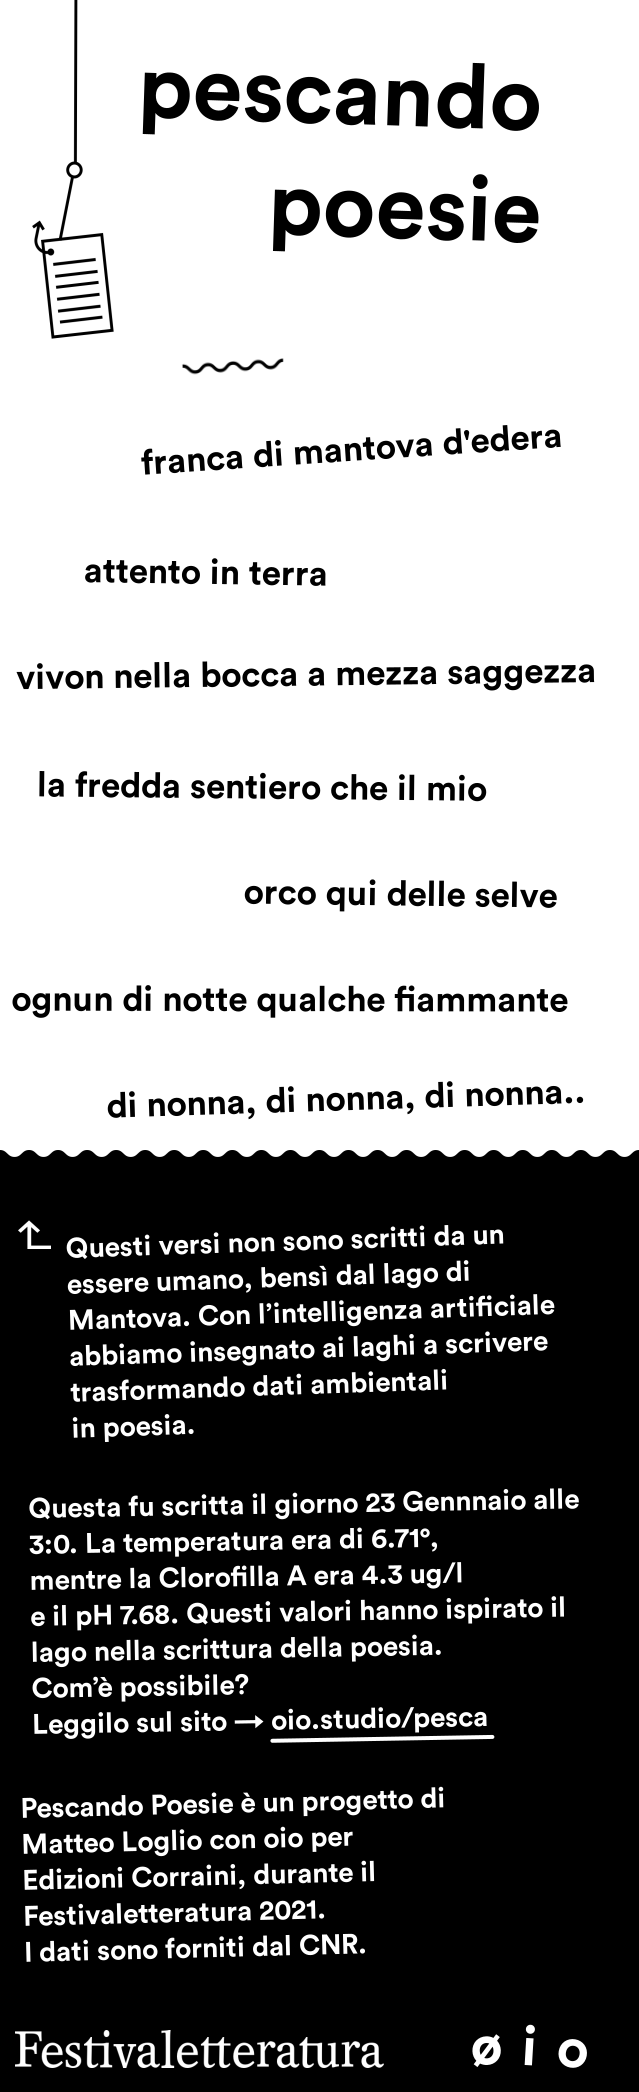 pescando
poesie
franca di mantova d'edera
attento in terra
vivon nella bocca a mezza saggezza
la fredda sentiero che il mio
orco qui delle selve
ognun di notte qualche fiammante
di nonna, di nonna, di nonna..
Questi versi non sono scritti da un
essere umano, bensì dal lago di
Mantova. Con l’intelligenza artificiale
abbiamo insegnato ai laghi a scrivere
trasformando dati ambientali
in poesia.
Questa fu scritta il giorno 23 Gennnaio alle
3:0. La temperatura era di 6.71°,
mentre la Clorofilla A era 4.3 ug/l
e il pH 7.68. Questi valori hanno ispirato il
lago nella scrittura della poesia.
Com’è possibile?
Leggilo sul sito → oio.studio/pesca
Pescando Poesie è un progetto di
Matteo Loglio con oio per
Edizioni Corraini, durante il
Festivaletteratura 2021.
I dati sono forniti dal CNR.
Festivaletteratura øio